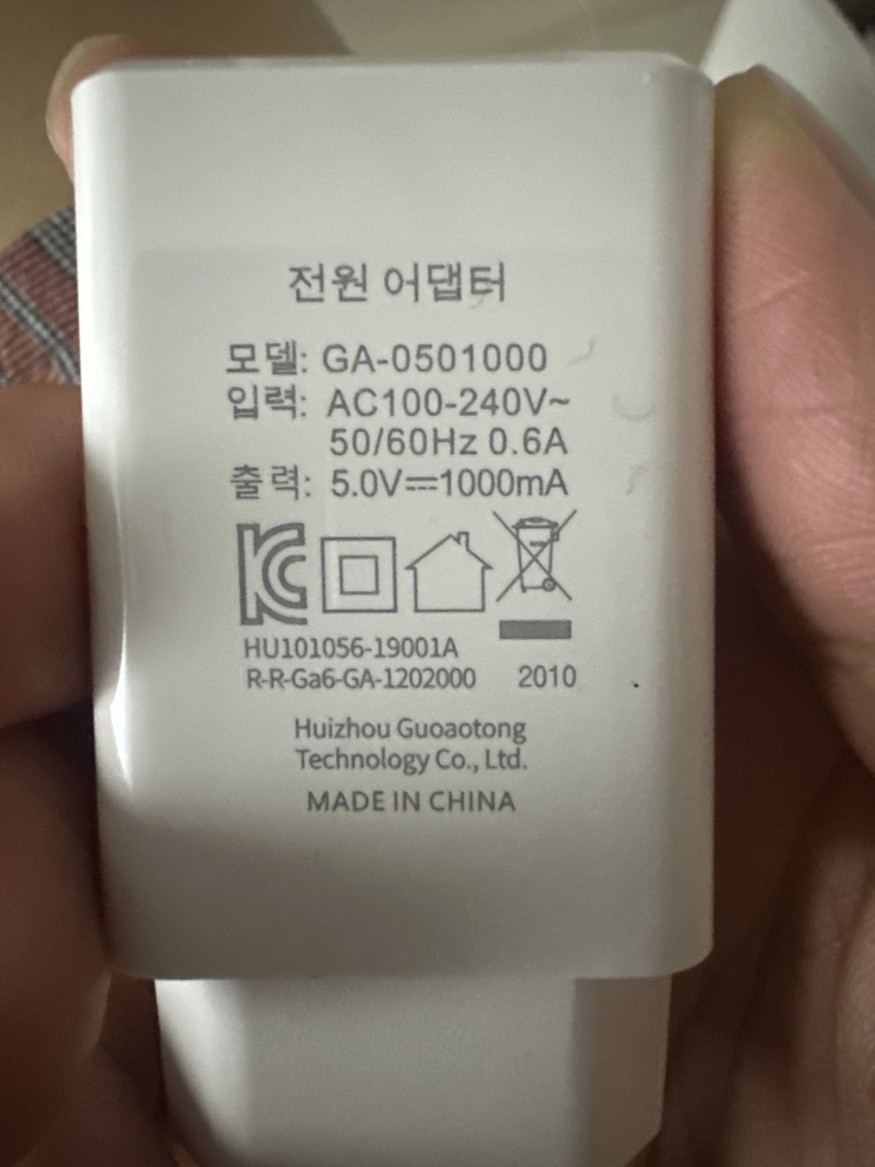 전원 어댑터
모델: GA-0501000
입력: AC100-240V~
50/60Hz 0.6A
출력: 5.0V⎓1000mA
KC
HU101056-19001A
R-R-Ga6-GA-1202000 2010
Huizhou Guoaotong
Technology Co., Ltd.
MADE IN CHINA